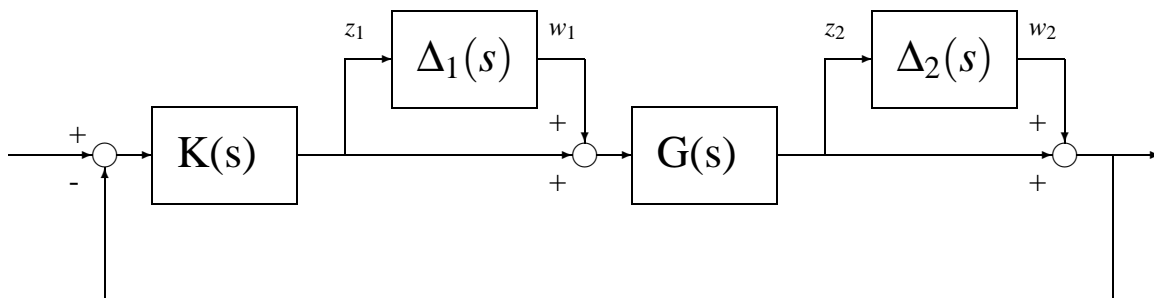 z₁ w₁ z₂ w₂
Δ₁(s) Δ₂(s)
+ + +
K(s) G(s)
- + +